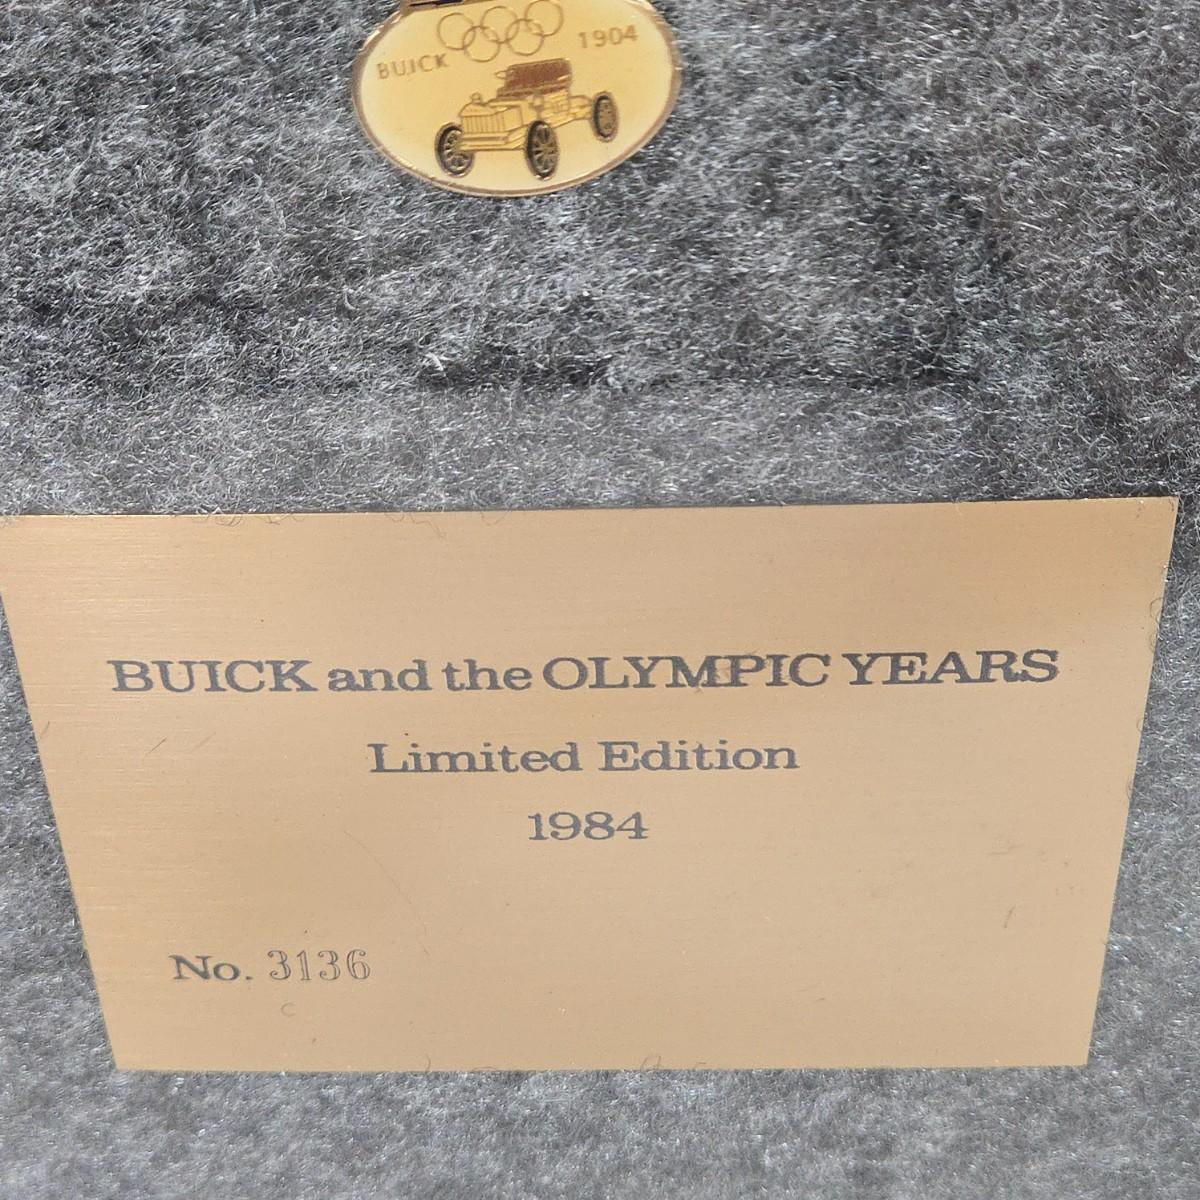 BUICK 1904
BUICK and the OLYMPIC YEARS
Limited Edition
1984
No. 3136